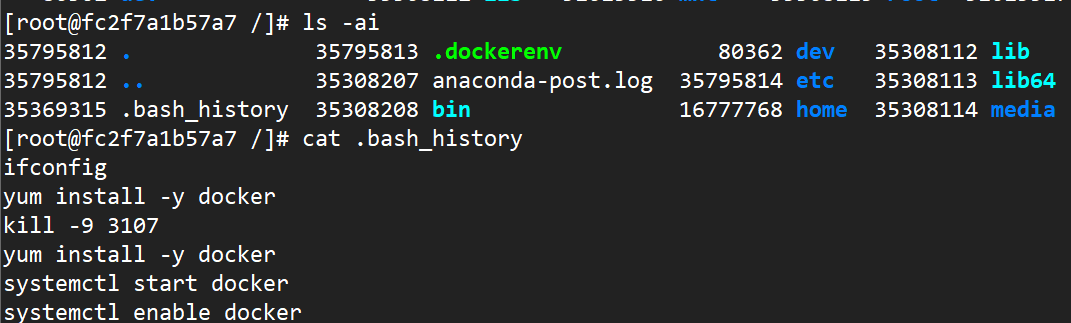 [root@fc2f7a1b57a7 /]# ls -ai
35795812 . 35795813 .dockerenv 80362 dev 35308112 lib
35795812 .. 35308207 anaconda-post.log 35795814 etc 35308113 lib64
35369315 .bash_history 35308208 bin 16777768 home 35308114 media
[root@fc2f7a1b57a7 /]# cat .bash_history
ifconfig
yum install -y docker
kill -9 3107
yum install -y docker
systemctl start docker
systemctl enable docker